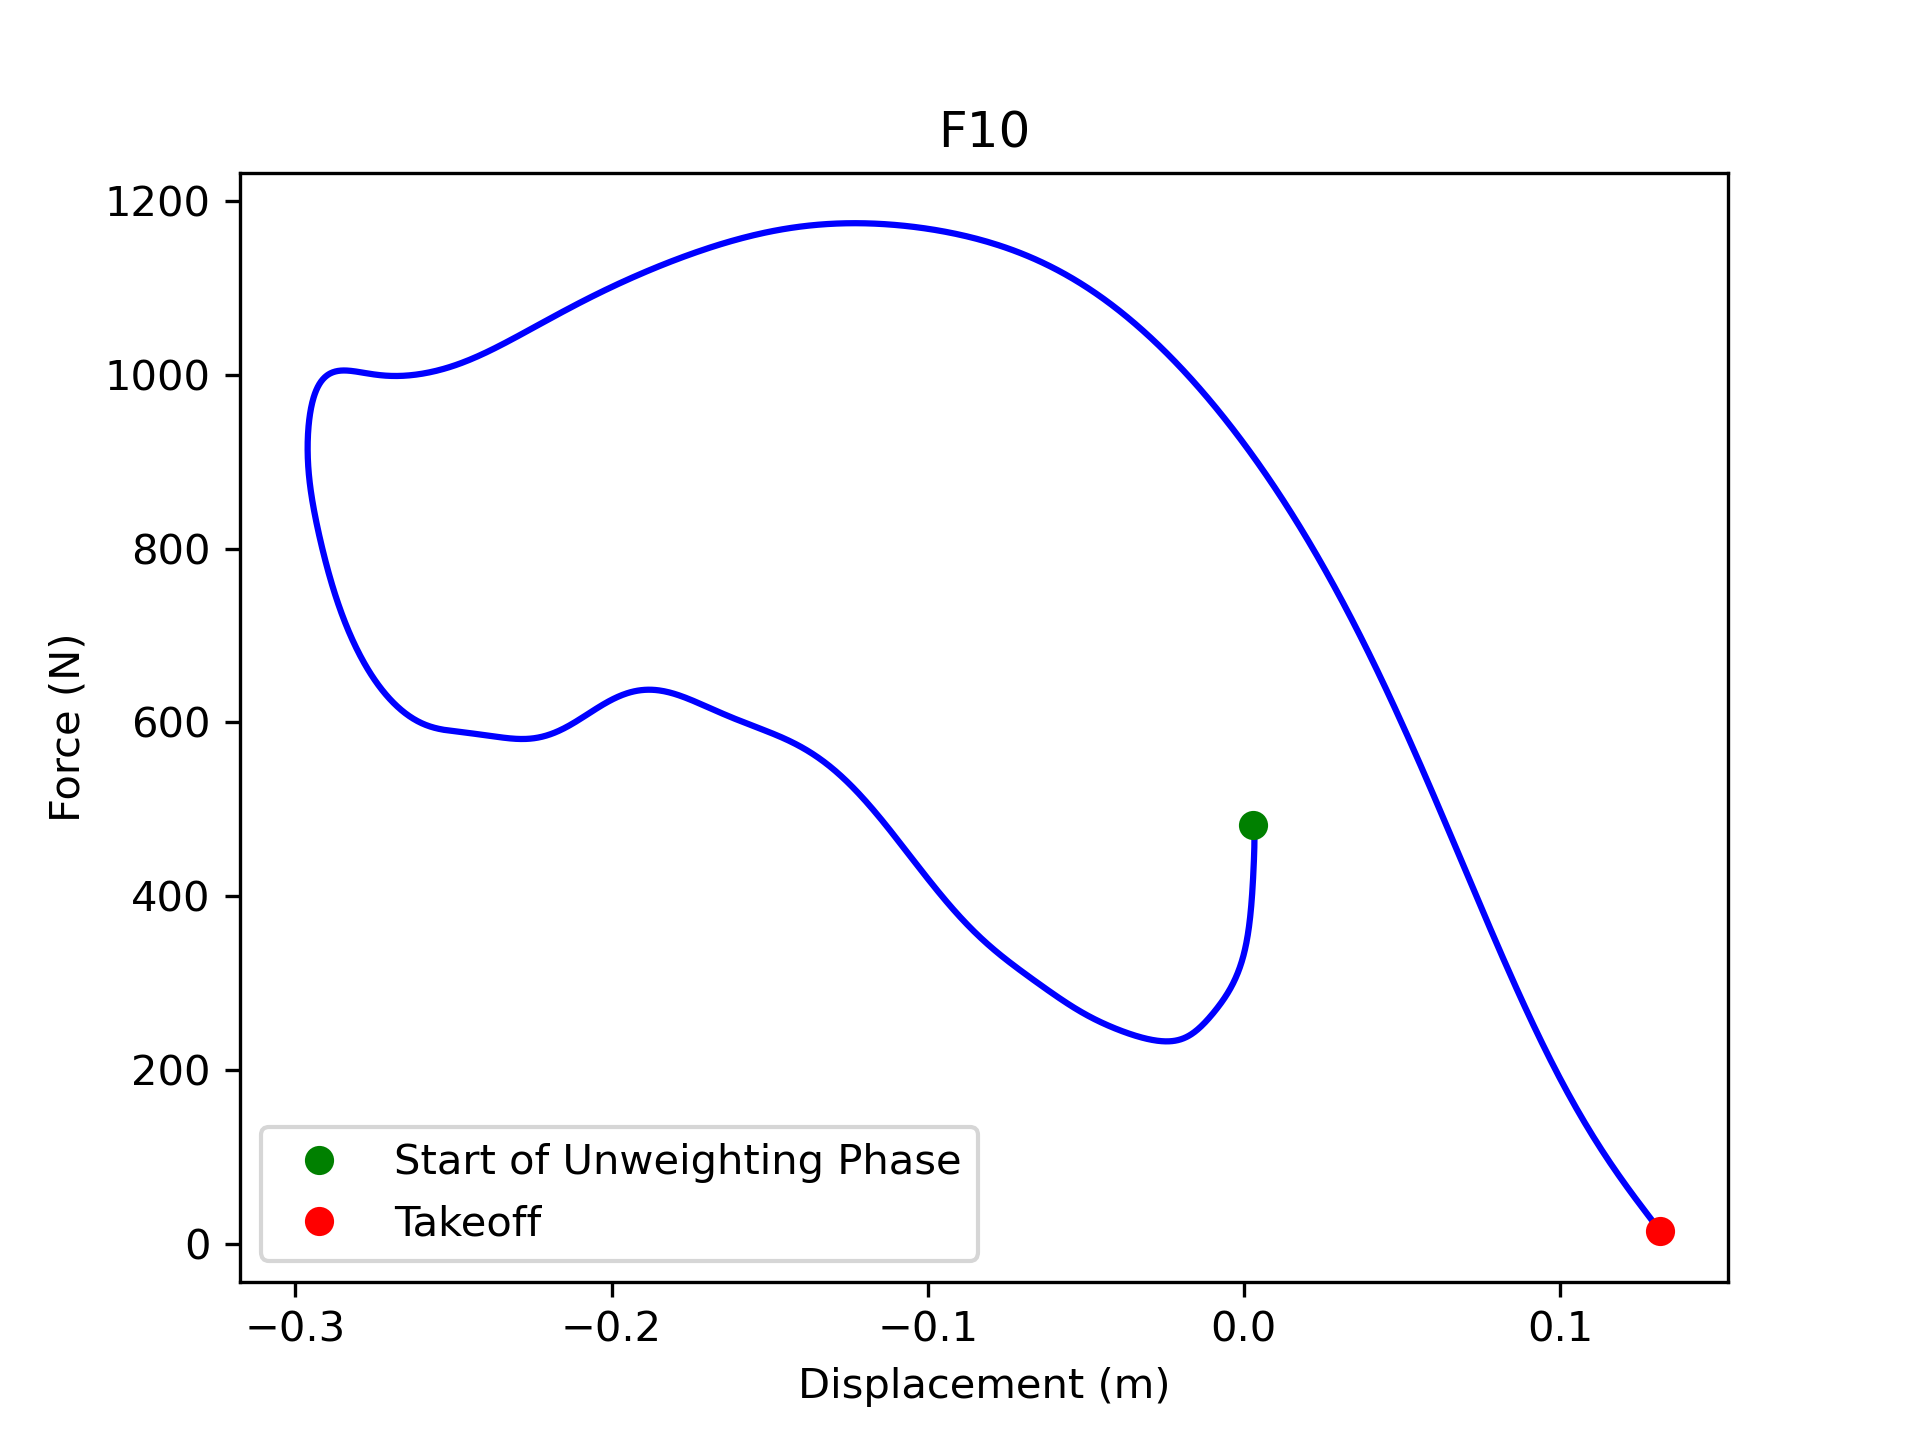 F10
1200
1000
800
600
400
200
0
Force (N)
Start of Unweighting Phase
Takeoff
−0.3 −0.2 −0.1 0.0 0.1
Displacement (m)